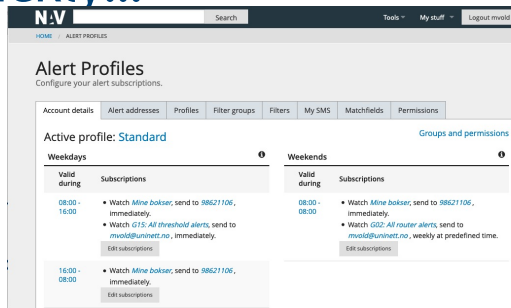 NAV
Search
Tools
My stuff
Logout mvold
HOME / ALERT PROFILES
Alert Profiles
Configure your alert subscriptions.
Account details
Alert addresses
Profiles
Filter groups
Filters
My SMS
Matchfields
Permissions
Active profile: Standard
Groups and permissions
Weekdays
Valid during
Subscriptions
08:00 - 16:00
• Watch Mine bokser, send to 98621106 , immediately.
• Watch G15: All threshold alerts, send to mvold@uninett.no , immediately.
Edit subscriptions
16:00 - 08:00
• Watch Mine bokser, send to 98621106 , immediately.
Edit subscriptions
Weekends
Valid during
Subscriptions
08:00 - 08:00
• Watch Mine bokser, send to 98621106 , immediately.
• Watch G02: All router alerts, send to mvold@uninett.no , weekly at predefined time.
Edit subscriptions